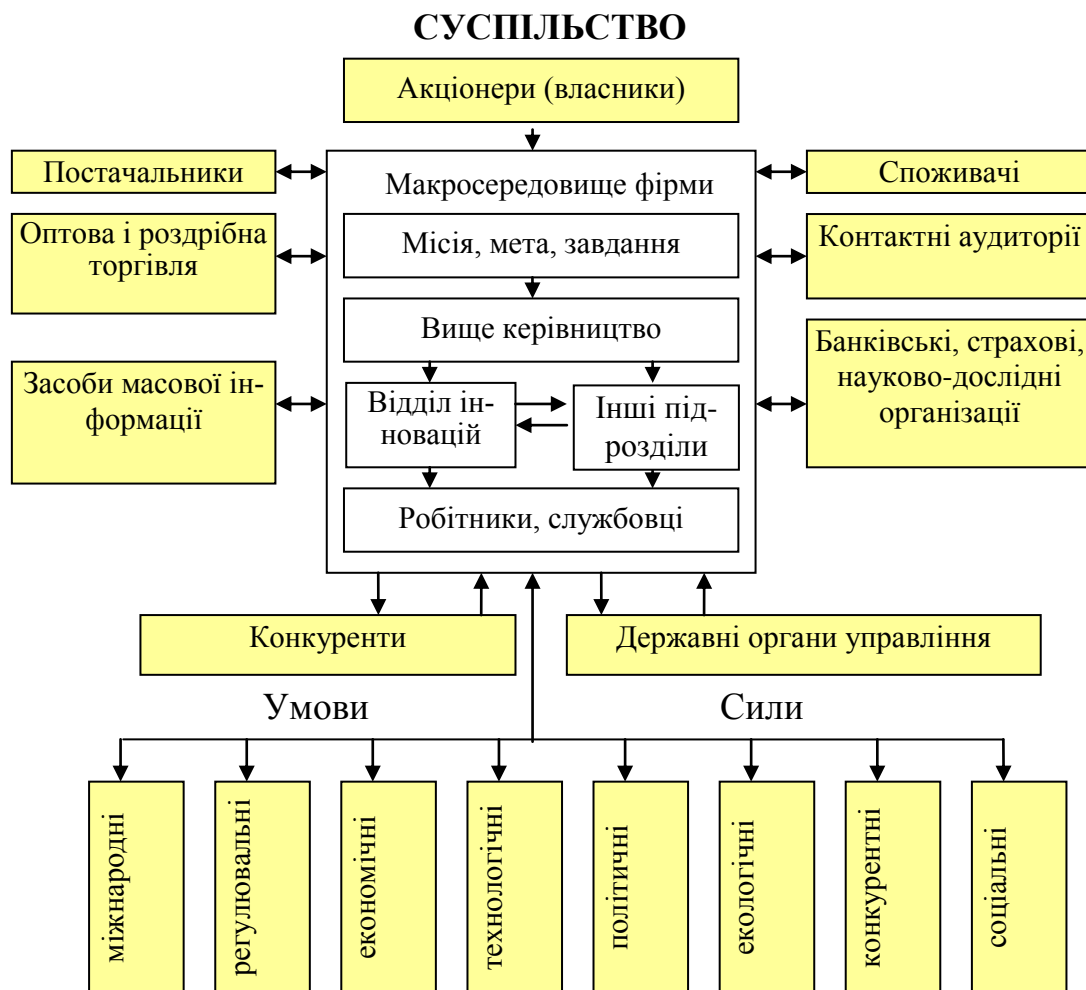 СУСПІЛЬСТВО
Акціонери (власники)
Постачальники
Оптова і роздрібна
торгівля
Засоби масової ін-
формації
Макросередовище фірми
Місія, мета, завдання
Вище керівництво
Відділ ін-
новацій
Інші під-
розділи
Робітники, службовці
Споживачі
Контактні аудиторії
Банківські, страхові,
науково-дослідні
організації
Конкуренти
Державні органи управління
Умови
Сили
міжнародні
регулювальні
економічні
технологічні
політичні
екологічні
конкурентні
соціальні